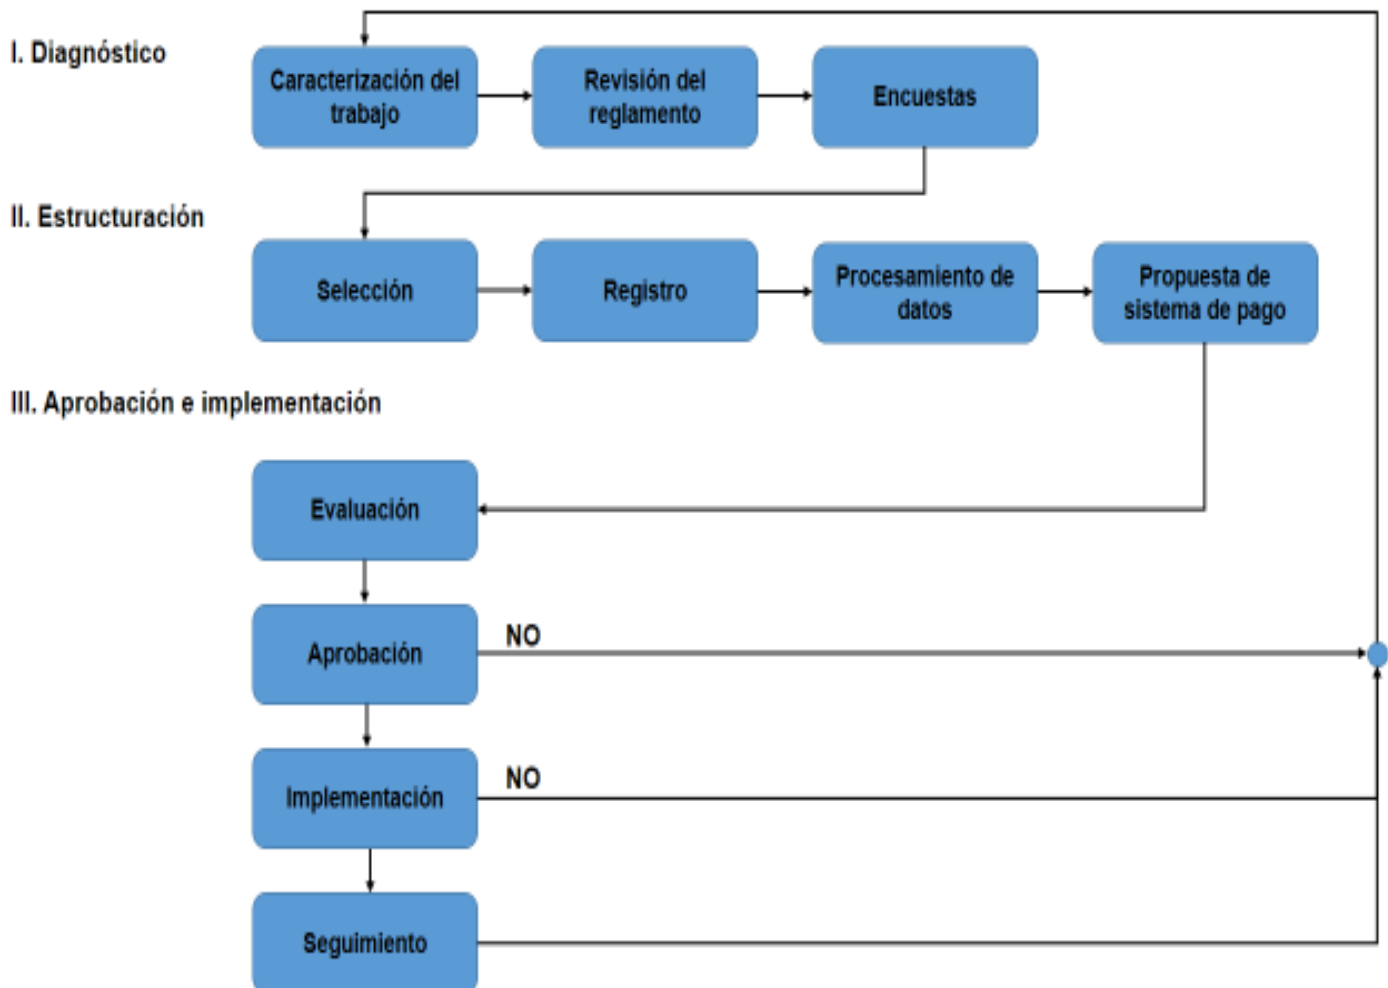 I. Diagnóstico
Caracterización del
trabajo
Revisión del
reglamento
Encuestas
II. Estructuración
Selección
Registro
Procesamiento de
datos
Propuesta de
sistema de pago
III. Aprobación e implementación
Evaluación
Aprobación
NO
Implementación
NO
Seguimiento